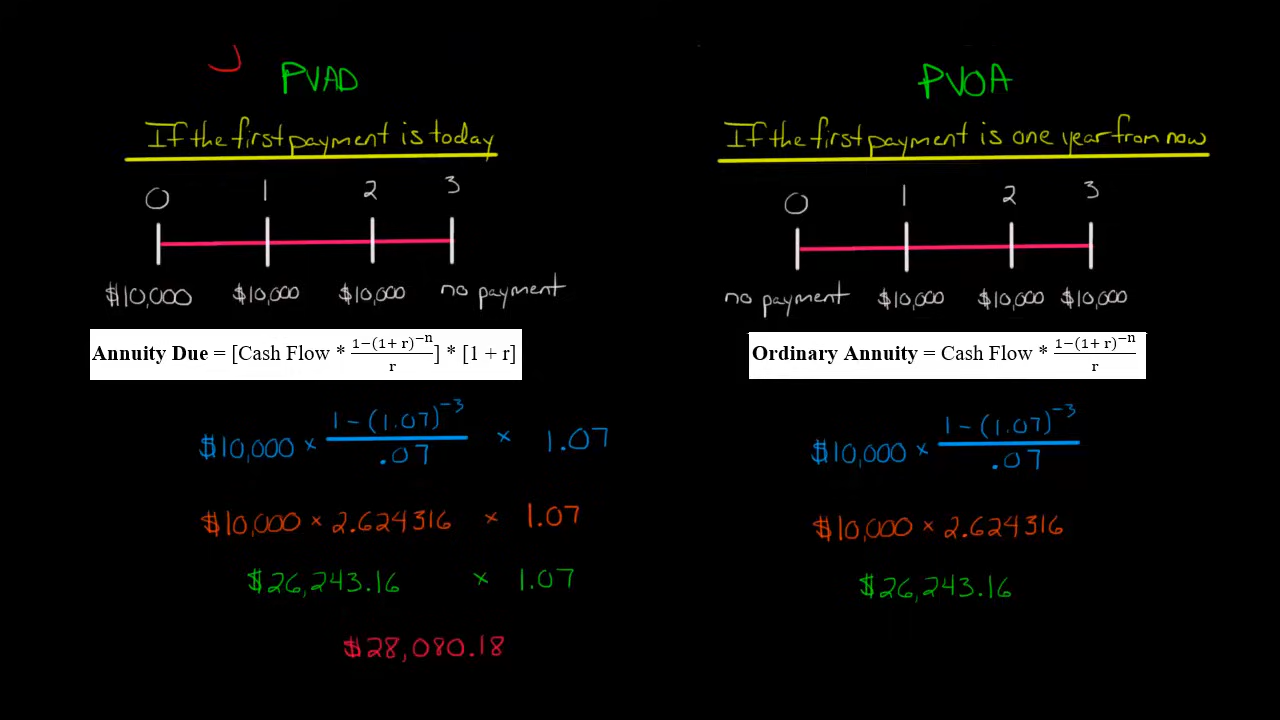 PVAD
If the first payment is today
0 1 2 3
$10,000 $10,000 $10,000 no payment
Annuity Due = [Cash Flow * 1−(1+ r)^−n / r] * [1 + r]
$10,000 × 1 − (1.07)^−3 / .07 × 1.07
$10,000 × 2.624316 × 1.07
$26,243.16 × 1.07
$28,080.18
PVOA
If the first payment is one year from now
0 1 2 3
no payment $10,000 $10,000 $10,000
Ordinary Annuity = Cash Flow * 1−(1+ r)^−n / r
$10,000 × 1 − (1.07)^−3 / .07
$10,000 × 2.624316
$26,243.16